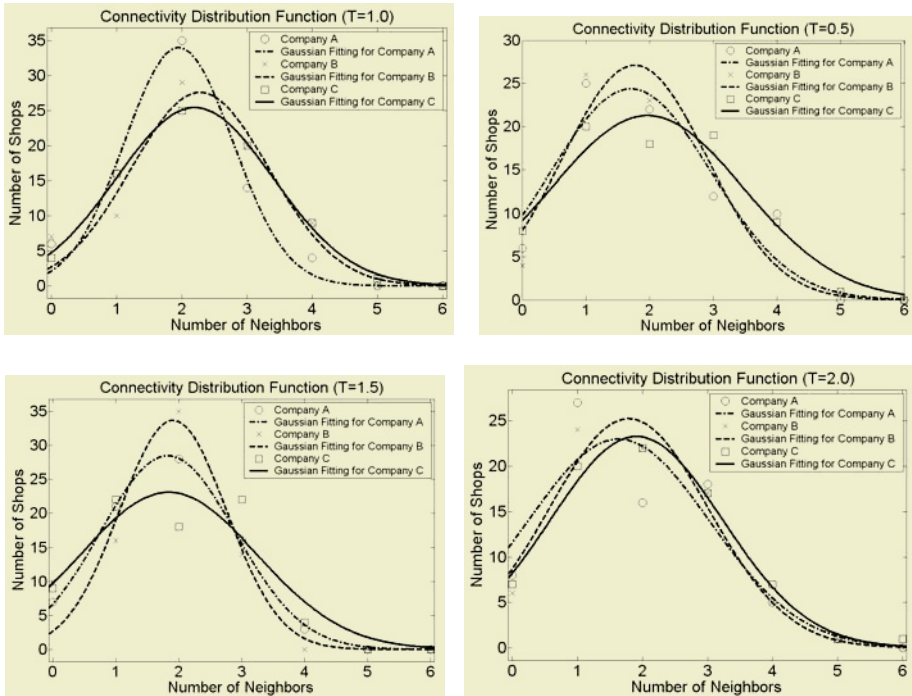 Connectivity Distribution Function (T=1.0)
Company A
Gaussian Fitting for Company A
Company B
Gaussian Fitting for Company B
Company C
Gaussian Fitting for Company C
35
30
25
20
15
10
5
0
Number of Shops
0 1 2 3 4 5 6
Number of Neighbors
Connectivity Distribution Function (T=0.5)
Company A
Gaussian Fitting for Company A
Company B
Gaussian Fitting for Company B
Company C
Gaussian Fitting for Company C
30
25
20
15
10
5
0
Number of Shops
0 1 2 3 4 5 6
Number of Neighbors
Connectivity Distribution Function (T=1.5)
Company A
Gaussian Fitting for Company A
Company B
Gaussian Fitting for Company B
Company C
Gaussian Fitting for Company C
35
30
25
20
15
10
5
0
Number of Shops
0 1 2 3 4 5 6
Number of Neighbors
Connectivity Distribution Function (T=2.0)
Company A
Gaussian Fitting for Company A
Company B
Gaussian Fitting for Company B
Company C
Gaussian Fitting for Company C
25
20
15
10
5
0
Number of Shops
0 1 2 3 4 5 6
Number of Neighbors